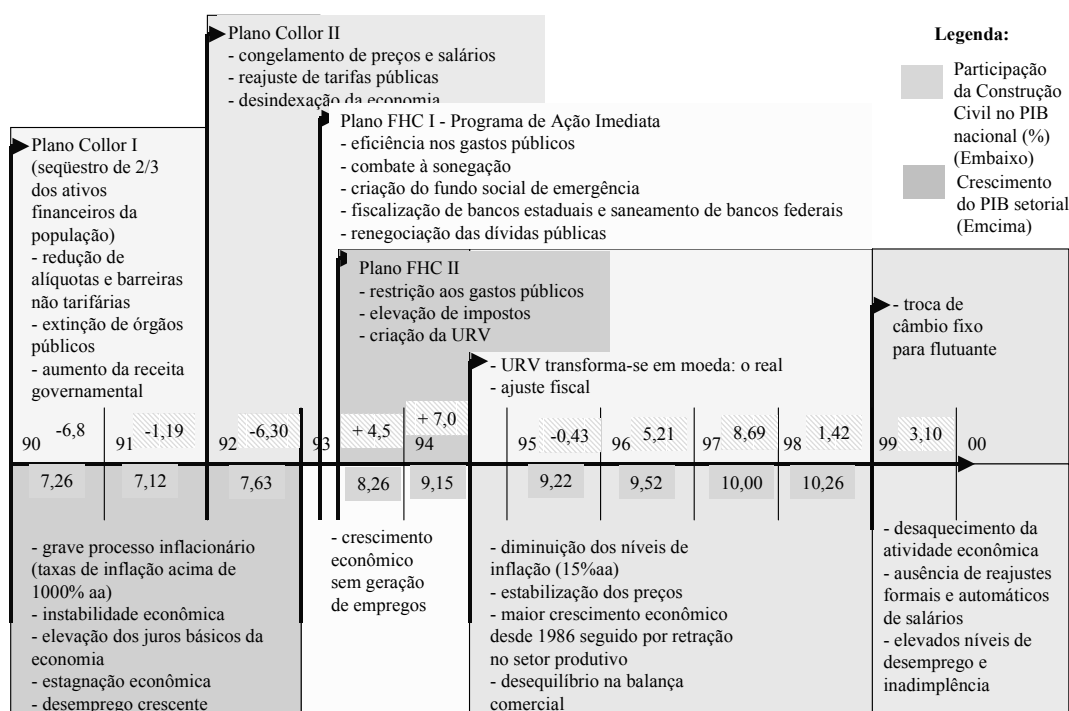 Plano Collor II
- congelamento de preços e salários
- reajuste de tarifas públicas
- desindexação da economia
Legenda:
Participação
da Construção
Civil no PIB
nacional (%)
(Embaixo)
Crescimento
do PIB setorial
(Emcima)
Plano Collor I
(seqüestro de 2/3
dos ativos
financeiros da
população)
- redução de
alíquotas e barreiras
não tarifárias
- extinção de órgãos
públicos
- aumento da receita
governamental
Plano FHC I - Programa de Ação Imediata
- eficiência nos gastos públicos
- combate à sonegação
- criação do fundo social de emergência
- fiscalização de bancos estaduais e saneamento de bancos federais
- renegociação das dívidas públicas
Plano FHC II
- restrição aos gastos públicos
- elevação de impostos
- criação da URV
- URV transforma-se em moeda: o real
- ajuste fiscal
- troca de
câmbio fixo
para flutuante
90 -6,8 91 -1,19 92 -6,30 93 + 4,5 94 + 7,0 95 -0,43 96 5,21 97 8,69 98 1,42 99 3,10 00
7,26 7,12 7,63 8,26 9,15 9,22 9,52 10,00 10,26
- grave processo inflacionário
(taxas de inflação acima de
1000% aa)
- instabilidade econômica
- elevação dos juros básicos da
economia
- estagnação econômica
- desemprego crescente
- crescimento
econômico
sem geração
de empregos
- diminuição dos níveis de
inflação (15%aa)
- estabilização dos preços
- maior crescimento econômico
desde 1986 seguido por retração
no setor produtivo
- desequilíbrio na balança
comercial
- desaquecimento da
atividade econômica
- ausência de reajustes
formais e automáticos
de salários
- elevados níveis de
desemprego e
inadimplência